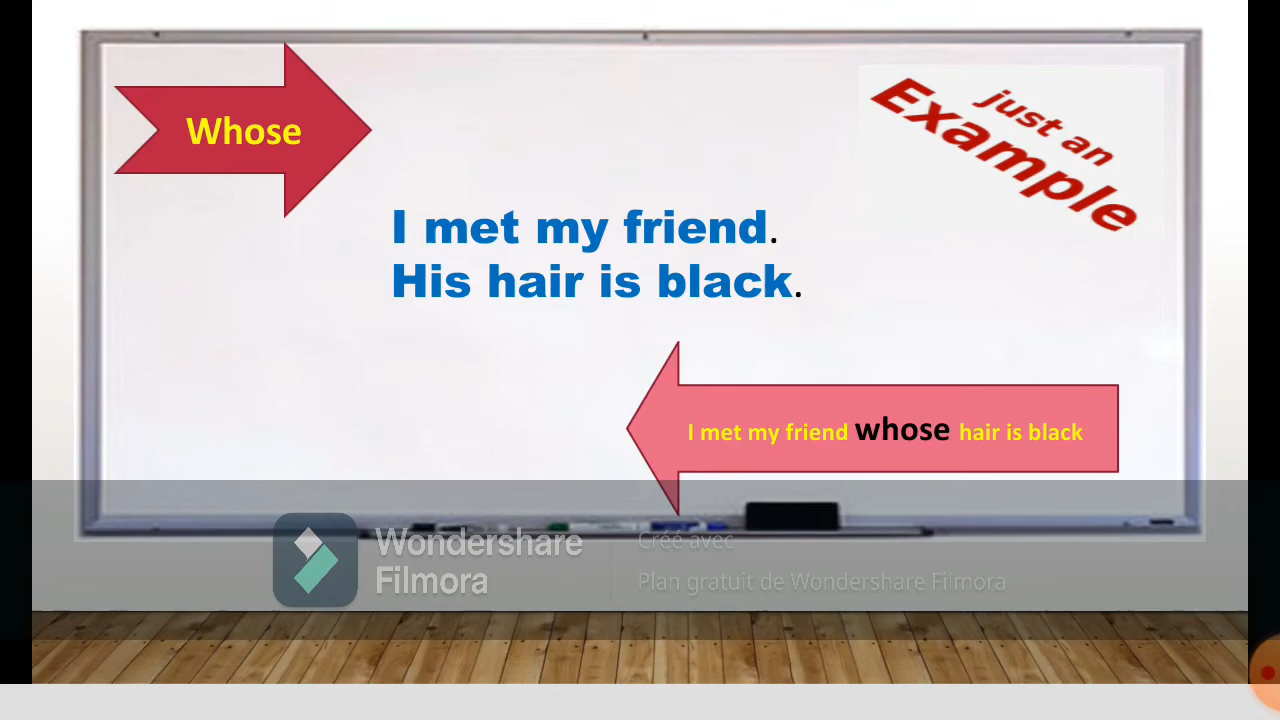 Whose
just an
Example
I met my friend.
His hair is black.
I met my friend whose hair is black
Wondershare
Filmora
Créé avec
Plan gratuit de Wondershare Filmora